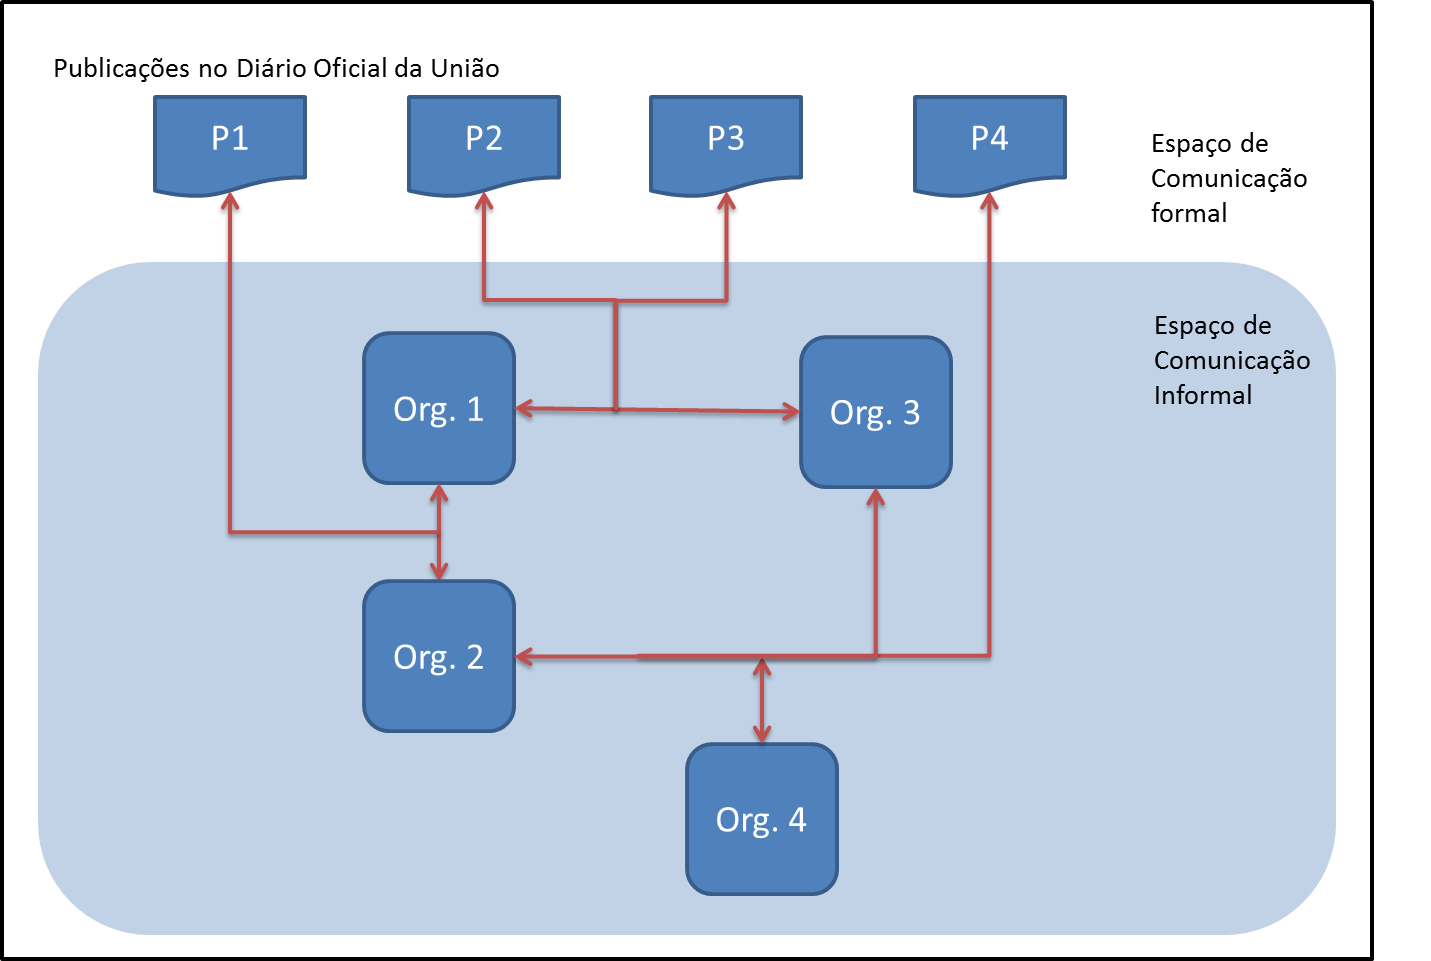 Publicações no Diário Oficial da União
P1
P2
P3
P4
Espaço de
Comunicação
formal
Espaço de
Comunicação
Informal
Org. 1
Org. 3
Org. 2
Org. 4